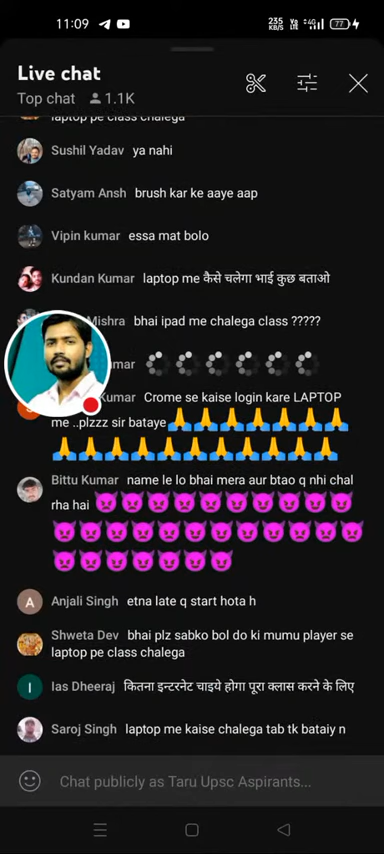 11:09
235 KB/S Vo LTE 4G 77
Live chat
Top chat 1.1K
laptop pe class chalega
Sushil Yadav ya nahi
Satyam Ansh brush kar ke aaye aap
Vipin kumar essa mat bolo
Kundan Kumar laptop me कैसे चलेगा भाई कुछ बताओ
Mishra bhai ipad me chalega class ?????
umar
Kumar Crome se kaise login kare LAPTOP
me ..plzzz sir bataye 🙏🙏🙏🙏🙏🙏🙏
🙏🙏🙏🙏🙏🙏🙏🙏🙏🙏🙏
Bittu Kumar name le lo bhai mera aur btao q nhi chal
rha hai 👿👿👿👿👿👿👿👿👿👿
👿👿👿👿👿👿👿👿👿👿👿👿
👿👿👿👿👿👿👿
A Anjali Singh etna late q start hota h
Shweta Dev bhai plz sabko bol do ki mumu player se
laptop pe class chalega
I Ias Dheeraj कितना इन्टरनेट चाइये होगा पूरा क्लास करने के लिए
Saroj Singh laptop me kaise chalega tab tk bataiy n
Chat publicly as Taru Upsc Aspirants...